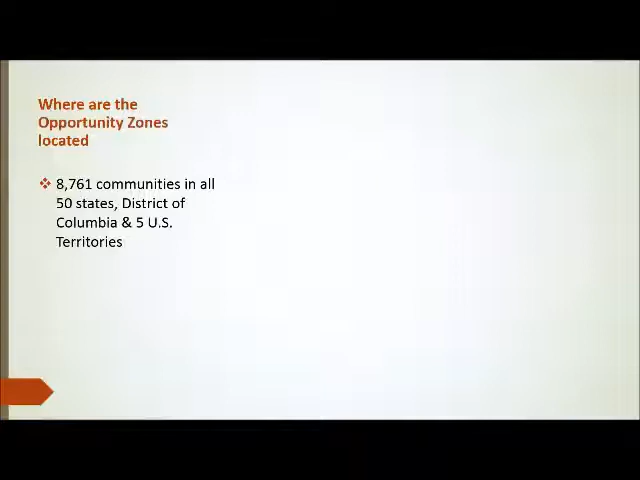 Where are the
Opportunity Zones
located
❖ 8,761 communities in all
50 states, District of
Columbia & 5 U.S.
Territories